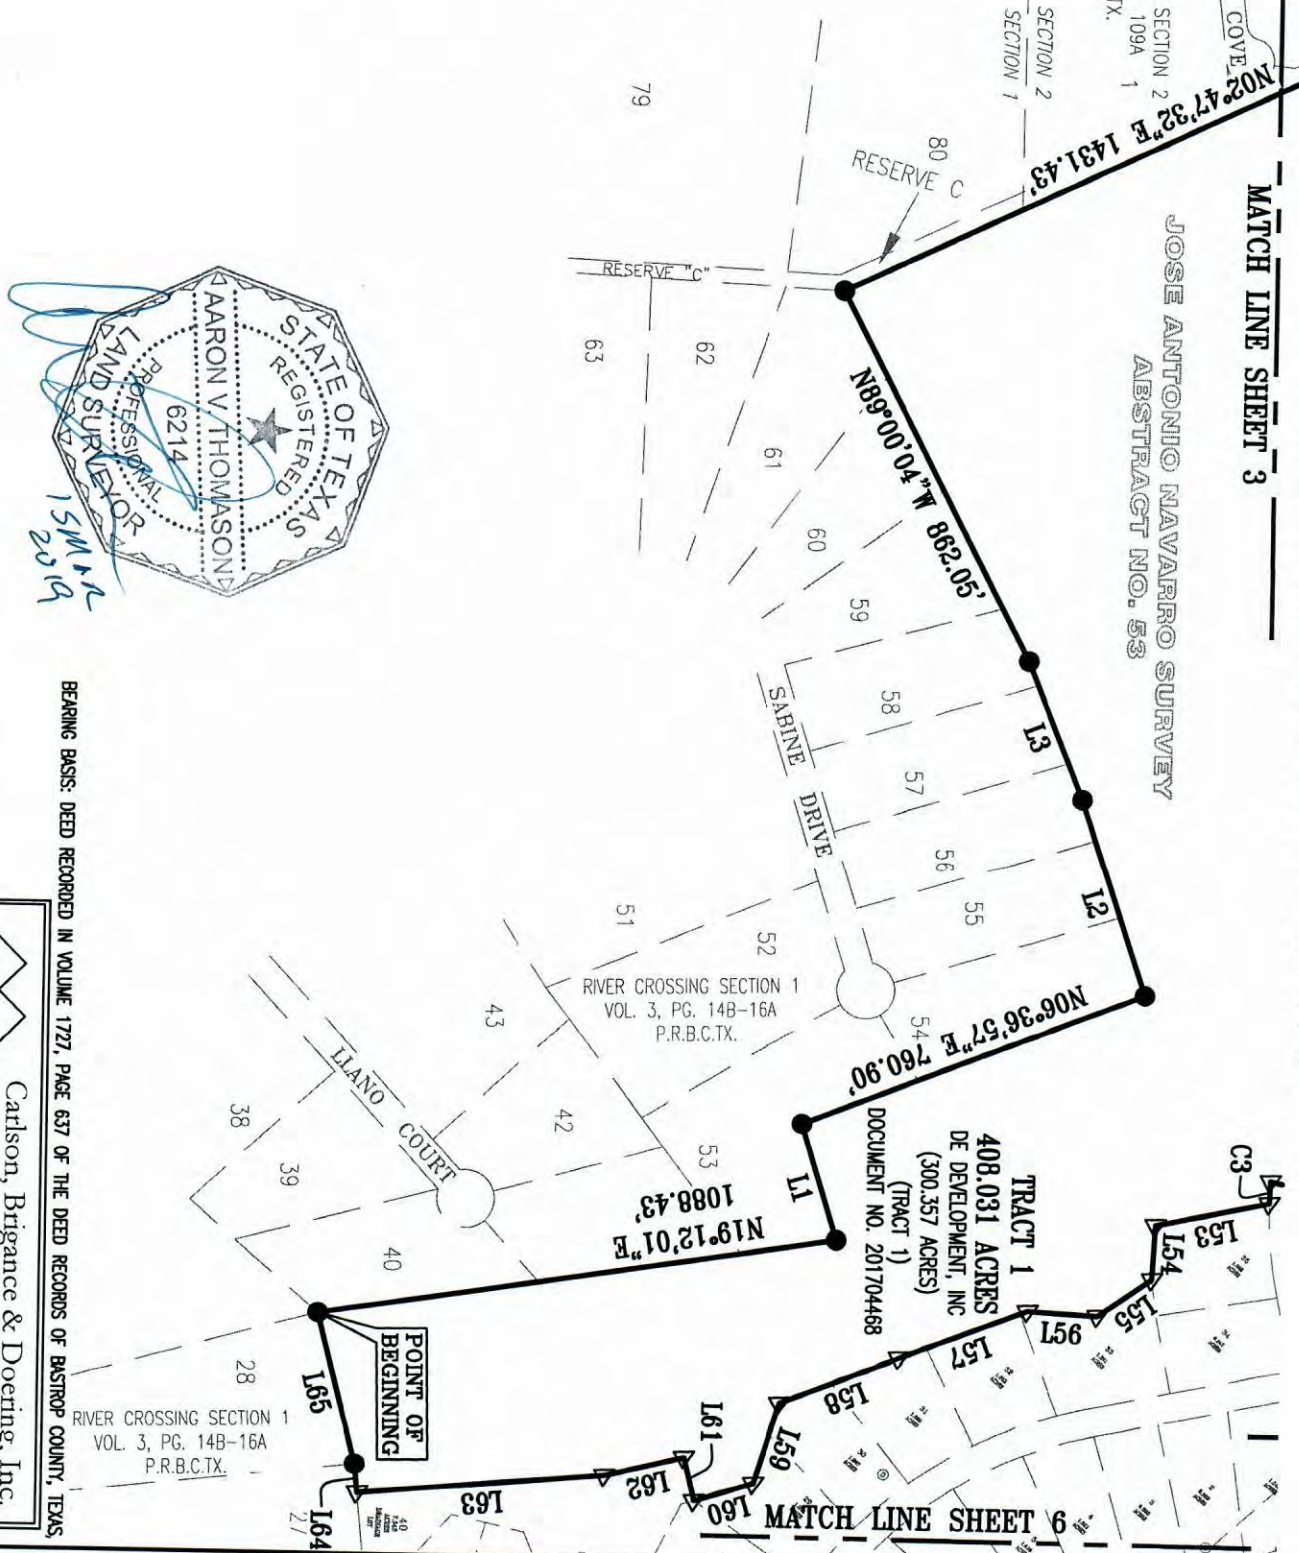 COVE
SECTION 2
109A 1
TX.
SECTION 2
SECTION 1
N02°47'32"E 1431.43'
MATCH LINE SHEET 3
JOSE ANTONIO NAVARRO SURVEY
ABSTRACT NO. 53
79
80
RESERVE C
RESERVE "C"
63
62
61
60
59
58
57
56
55
54
N89°00'04"W 862.05'
L3
L2
SABINE DRIVE
N06°36'57"E 760.90'
L1
51
52
RIVER CROSSING SECTION 1
VOL. 3, PG. 14B-16A
P.R.B.C.TX.
43
42
53
LLANO COURT
38
39
40
N19°12'01"E
1088.43'
TRACT 1
408.031 ACRES
DE DEVELOPMENT, INC
(300.357 ACRES)
(TRACT 1)
DOCUMENT NO. 201704468
C3
L53
L54
L55
L56
L57
L58
L59
L60
L61
L62
L63
L64
L65
POINT OF
BEGINNING
28
RIVER CROSSING SECTION 1
VOL. 3, PG. 14B-16A
P.R.B.C.TX.
MATCH LINE SHEET 6
STATE OF TEXAS
REGISTERED
AARON V. THOMASON
6214
PROFESSIONAL
LAND SURVEYOR
15MAR
2019
BEARING BASIS: DEED RECORDED IN VOLUME 1727, PAGE 637 OF THE DEED RECORDS OF BASTROP COUNTY, TEXAS,
Carlson, Brigance & Doering, Inc.